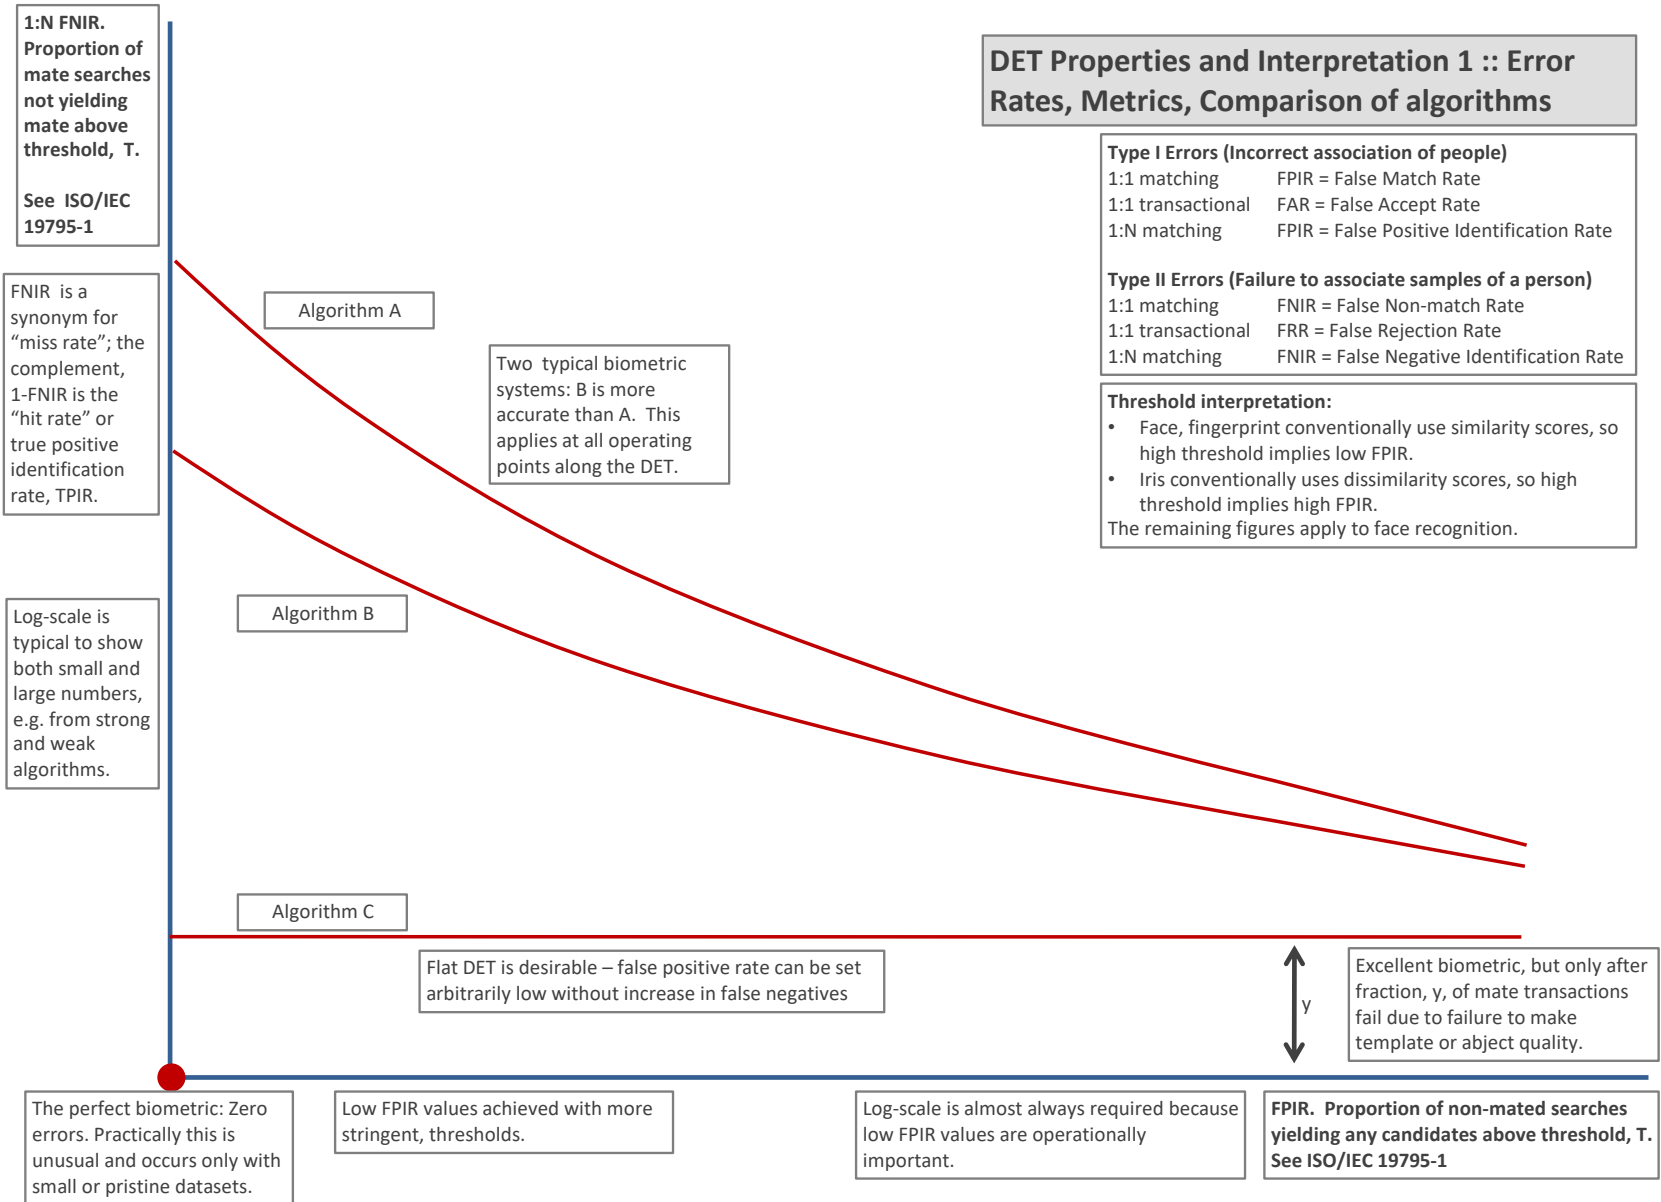 1:N FNIR.
Proportion of
mate searches
not yielding
mate above
threshold, T.
See ISO/IEC
19795-1
DET Properties and Interpretation 1 :: Error
Rates, Metrics, Comparison of algorithms
Type I Errors (Incorrect association of people)
1:1 matching FPIR = False Match Rate
1:1 transactional FAR = False Accept Rate
1:N matching FPIR = False Positive Identification Rate
Type II Errors (Failure to associate samples of a person)
1:1 matching FNIR = False Non-match Rate
1:1 transactional FRR = False Rejection Rate
1:N matching FNIR = False Negative Identification Rate
FNIR is a
synonym for
“miss rate”; the
complement,
1-FNIR is the
“hit rate” or
true positive
identification
rate, TPIR.
Algorithm A
Two typical biometric
systems: B is more
accurate than A. This
applies at all operating
points along the DET.
Threshold interpretation:
• Face, fingerprint conventionally use similarity scores, so
high threshold implies low FPIR.
• Iris conventionally uses dissimilarity scores, so high
threshold implies high FPIR.
The remaining figures apply to face recognition.
Log-scale is
typical to show
both small and
large numbers,
e.g. from strong
and weak
algorithms.
Algorithm B
Algorithm C
Flat DET is desirable – false positive rate can be set
arbitrarily low without increase in false negatives
y
Excellent biometric, but only after
fraction, y, of mate transactions
fail due to failure to make
template or abject quality.
The perfect biometric: Zero
errors. Practically this is
unusual and occurs only with
small or pristine datasets.
Low FPIR values achieved with more
stringent, thresholds.
Log-scale is almost always required because
low FPIR values are operationally
important.
FPIR. Proportion of non-mated searches
yielding any candidates above threshold, T.
See ISO/IEC 19795-1